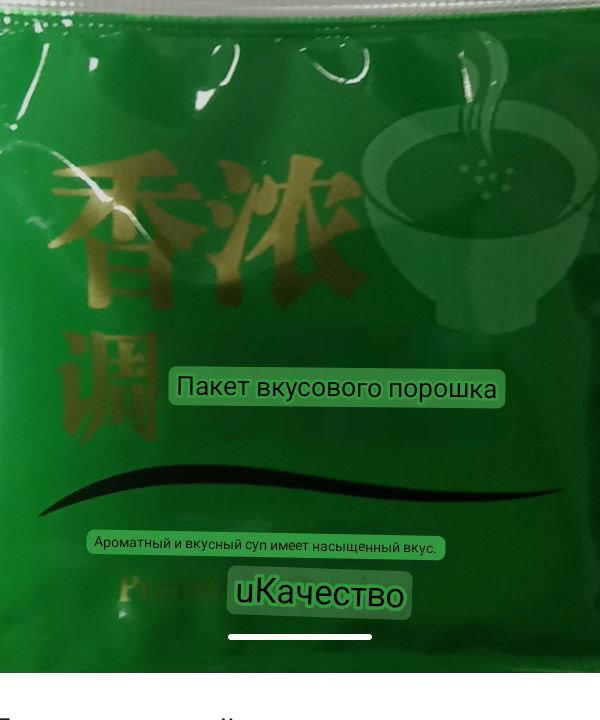 香浓
调 Пакет вкусового порошка
Ароматный и вкусный суп имеет насыщенный вкус.
uКачество